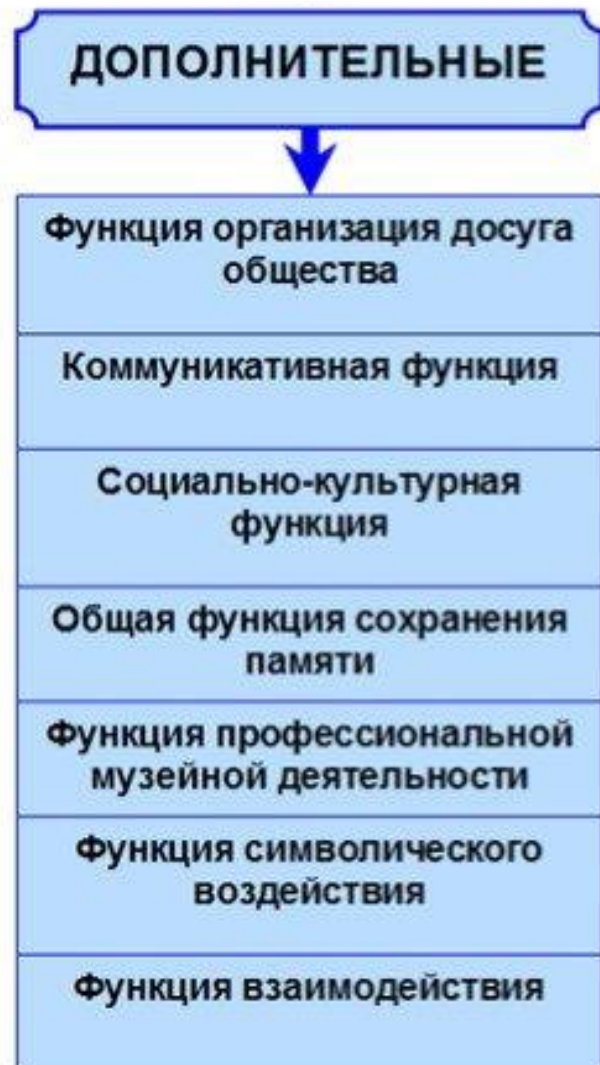 ДОПОЛНИТЕЛЬНЫЕ
Функция организация досуга
общества
Коммуникативная функция
Социально-культурная
функция
Общая функция сохранения
памяти
Функция профессиональной
музейной деятельности
Функция символического
воздействия
Функция взаимодействия